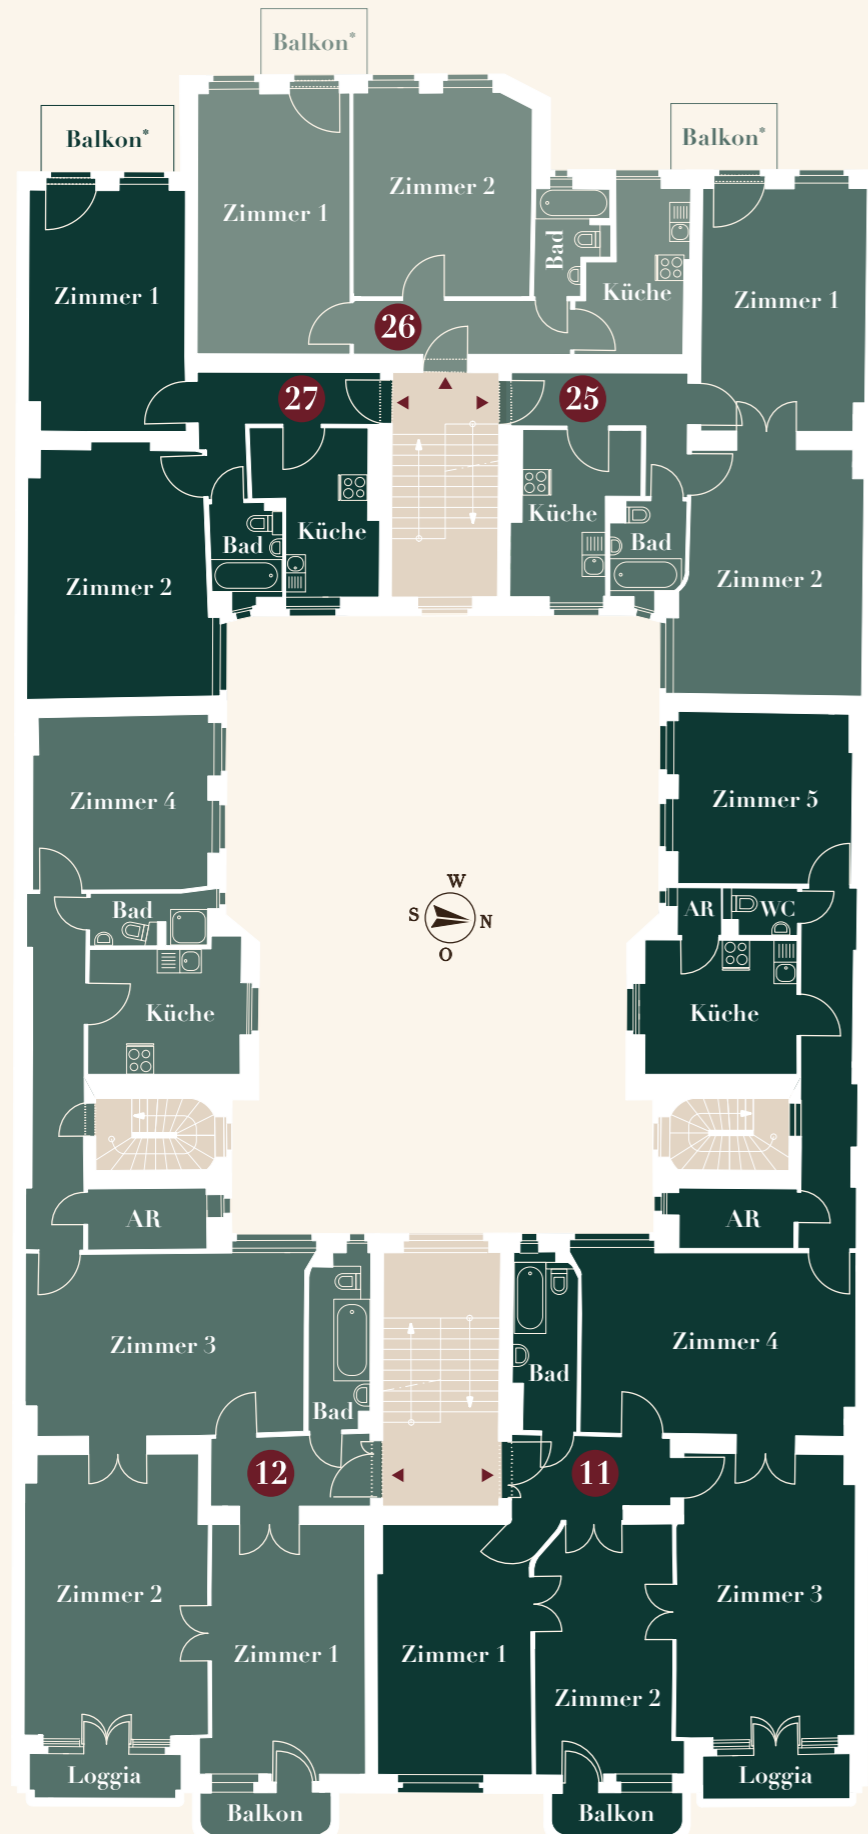 Balkon*
Balkon*
Balkon*
Zimmer 2
Zimmer 1
Bad
Küche
Zimmer 1
Zimmer 1
26
27
25
Küche
Küche
Bad
Bad
Zimmer 2
Zimmer 2
Zimmer 4
Zimmer 5
W
S
N
O
Bad
AR
WC
Küche
Küche
AR
AR
Zimmer 3
Zimmer 4
Bad
Bad
12
11
Zimmer 2
Zimmer 3
Zimmer 1
Zimmer 1
Zimmer 2
Loggia
Loggia
Balkon
Balkon